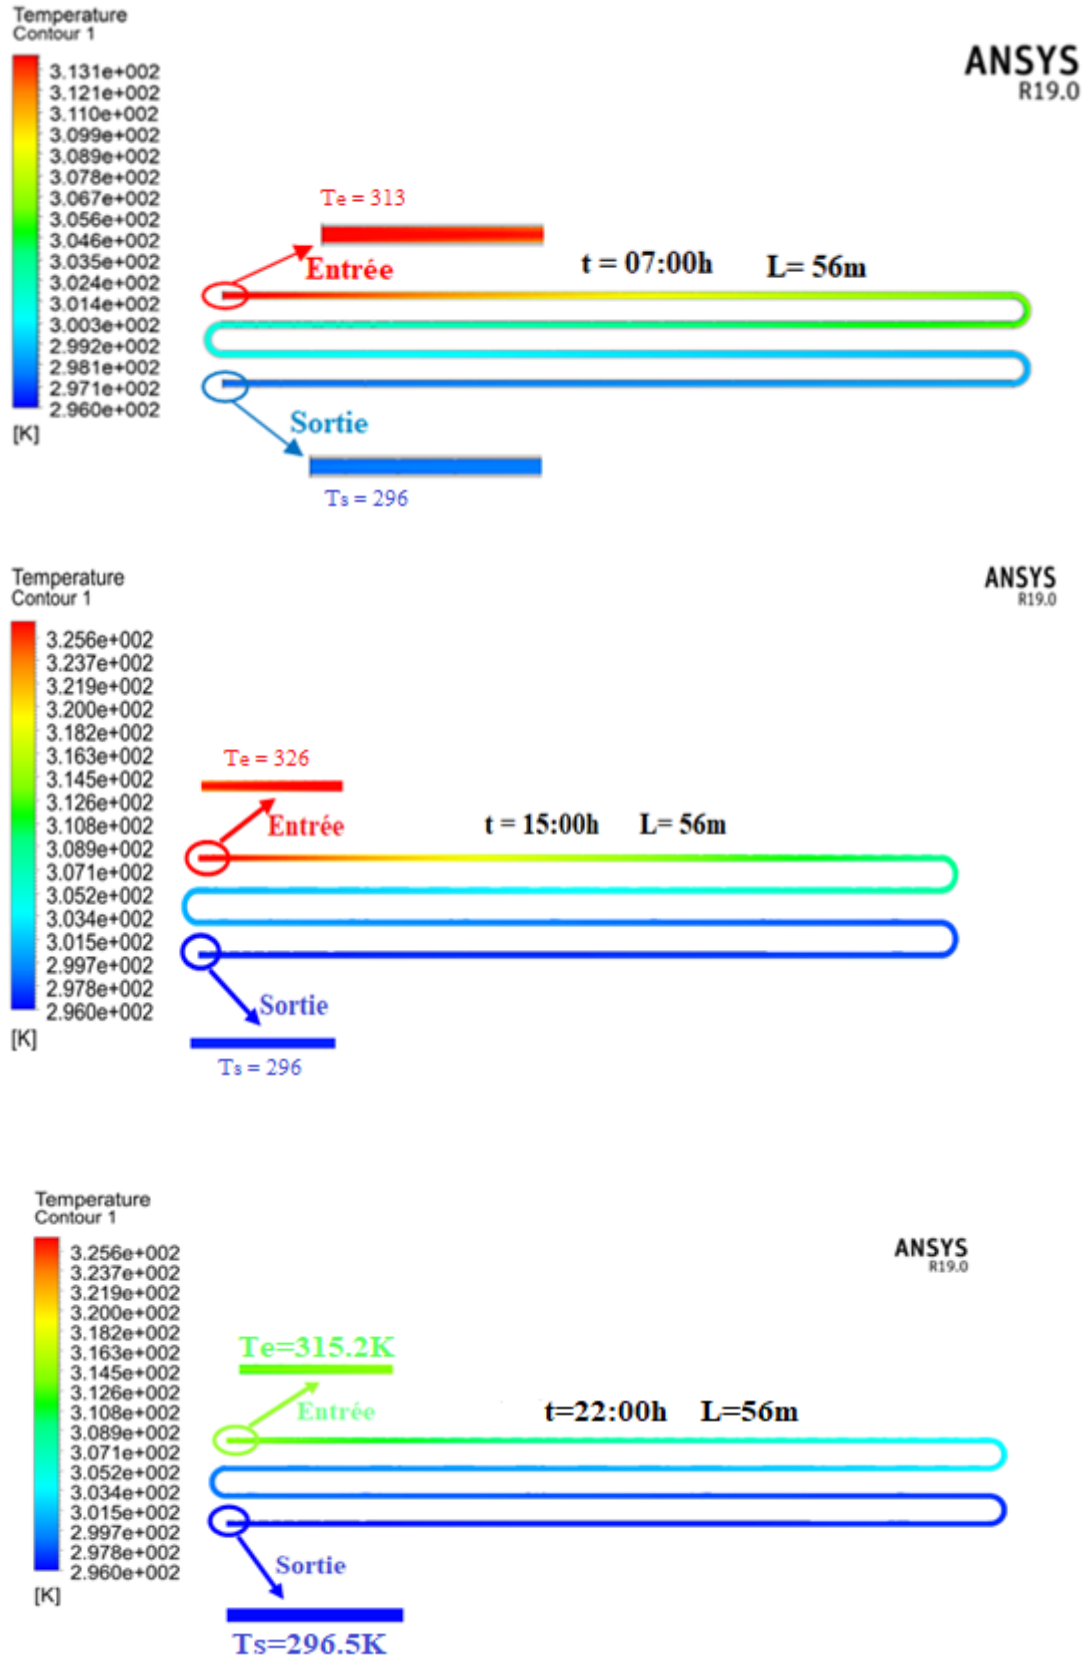 Temperature
Contour 1
ANSYS
R19.0
3.131e+002
3.121e+002
3.110e+002
3.099e+002
3.089e+002
3.078e+002
3.067e+002
3.056e+002
3.046e+002
3.035e+002
3.024e+002
3.014e+002
3.003e+002
2.992e+002
2.981e+002
2.971e+002
2.960e+002
[K]
Te = 313
Entrée
t = 07:00h L= 56m
Sortie
Ts = 296
Temperature
Contour 1
ANSYS
R19.0
3.256e+002
3.237e+002
3.219e+002
3.200e+002
3.182e+002
3.163e+002
3.145e+002
3.126e+002
3.108e+002
3.089e+002
3.071e+002
3.052e+002
3.034e+002
3.015e+002
2.997e+002
2.978e+002
2.960e+002
[K]
Te = 326
Entrée
t = 15:00h L= 56m
Sortie
Ts = 296
Temperature
Contour 1
ANSYS
R19.0
3.256e+002
3.237e+002
3.219e+002
3.200e+002
3.182e+002
3.163e+002
3.145e+002
3.126e+002
3.108e+002
3.089e+002
3.071e+002
3.052e+002
3.034e+002
3.015e+002
2.997e+002
2.978e+002
2.960e+002
[K]
Te=315.2K
Entrée
t=22:00h L=56m
Sortie
Ts=296.5K